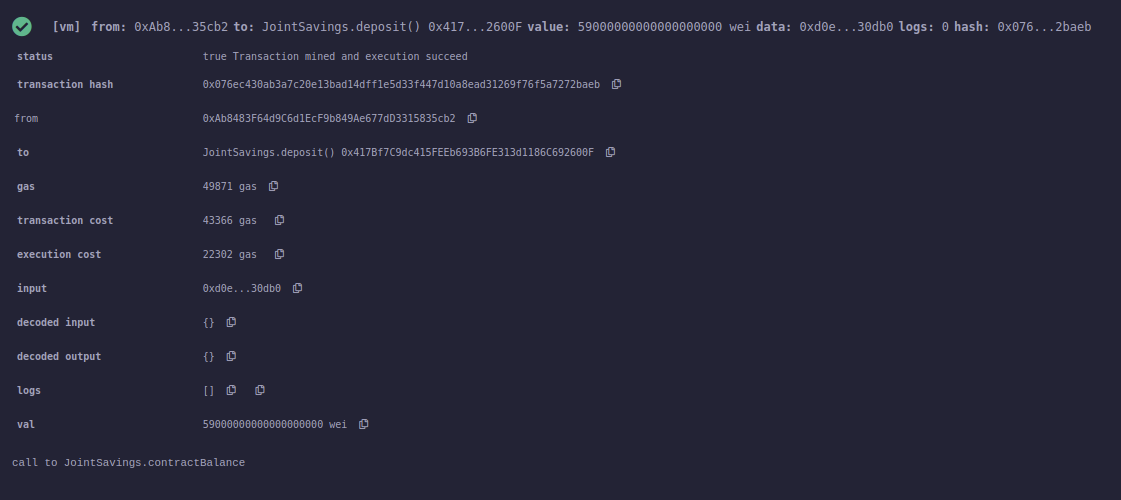 [vm] from: 0xAb8...35cb2 to: JointSavings.deposit() 0x417...2600F value: 59000000000000000000 wei data: 0xd0e...30db0 logs: 0 hash: 0x076...2baeb
status true Transaction mined and execution succeed
transaction hash 0x076ec430ab3a7c20e13bad14dff1e5d33f447d10a8ead31269f76f5a7272baeb
from 0xAb8483F64d9C6d1EcF9b849Ae677dD3315835cb2
to JointSavings.deposit() 0x417Bf7C9dc415FEEb693B6FE313d1186C692600F
gas 49871 gas
transaction cost 43366 gas
execution cost 22302 gas
input 0xd0e...30db0
decoded input {}
decoded output {}
logs []
val 59000000000000000000 wei
call to JointSavings.contractBalance